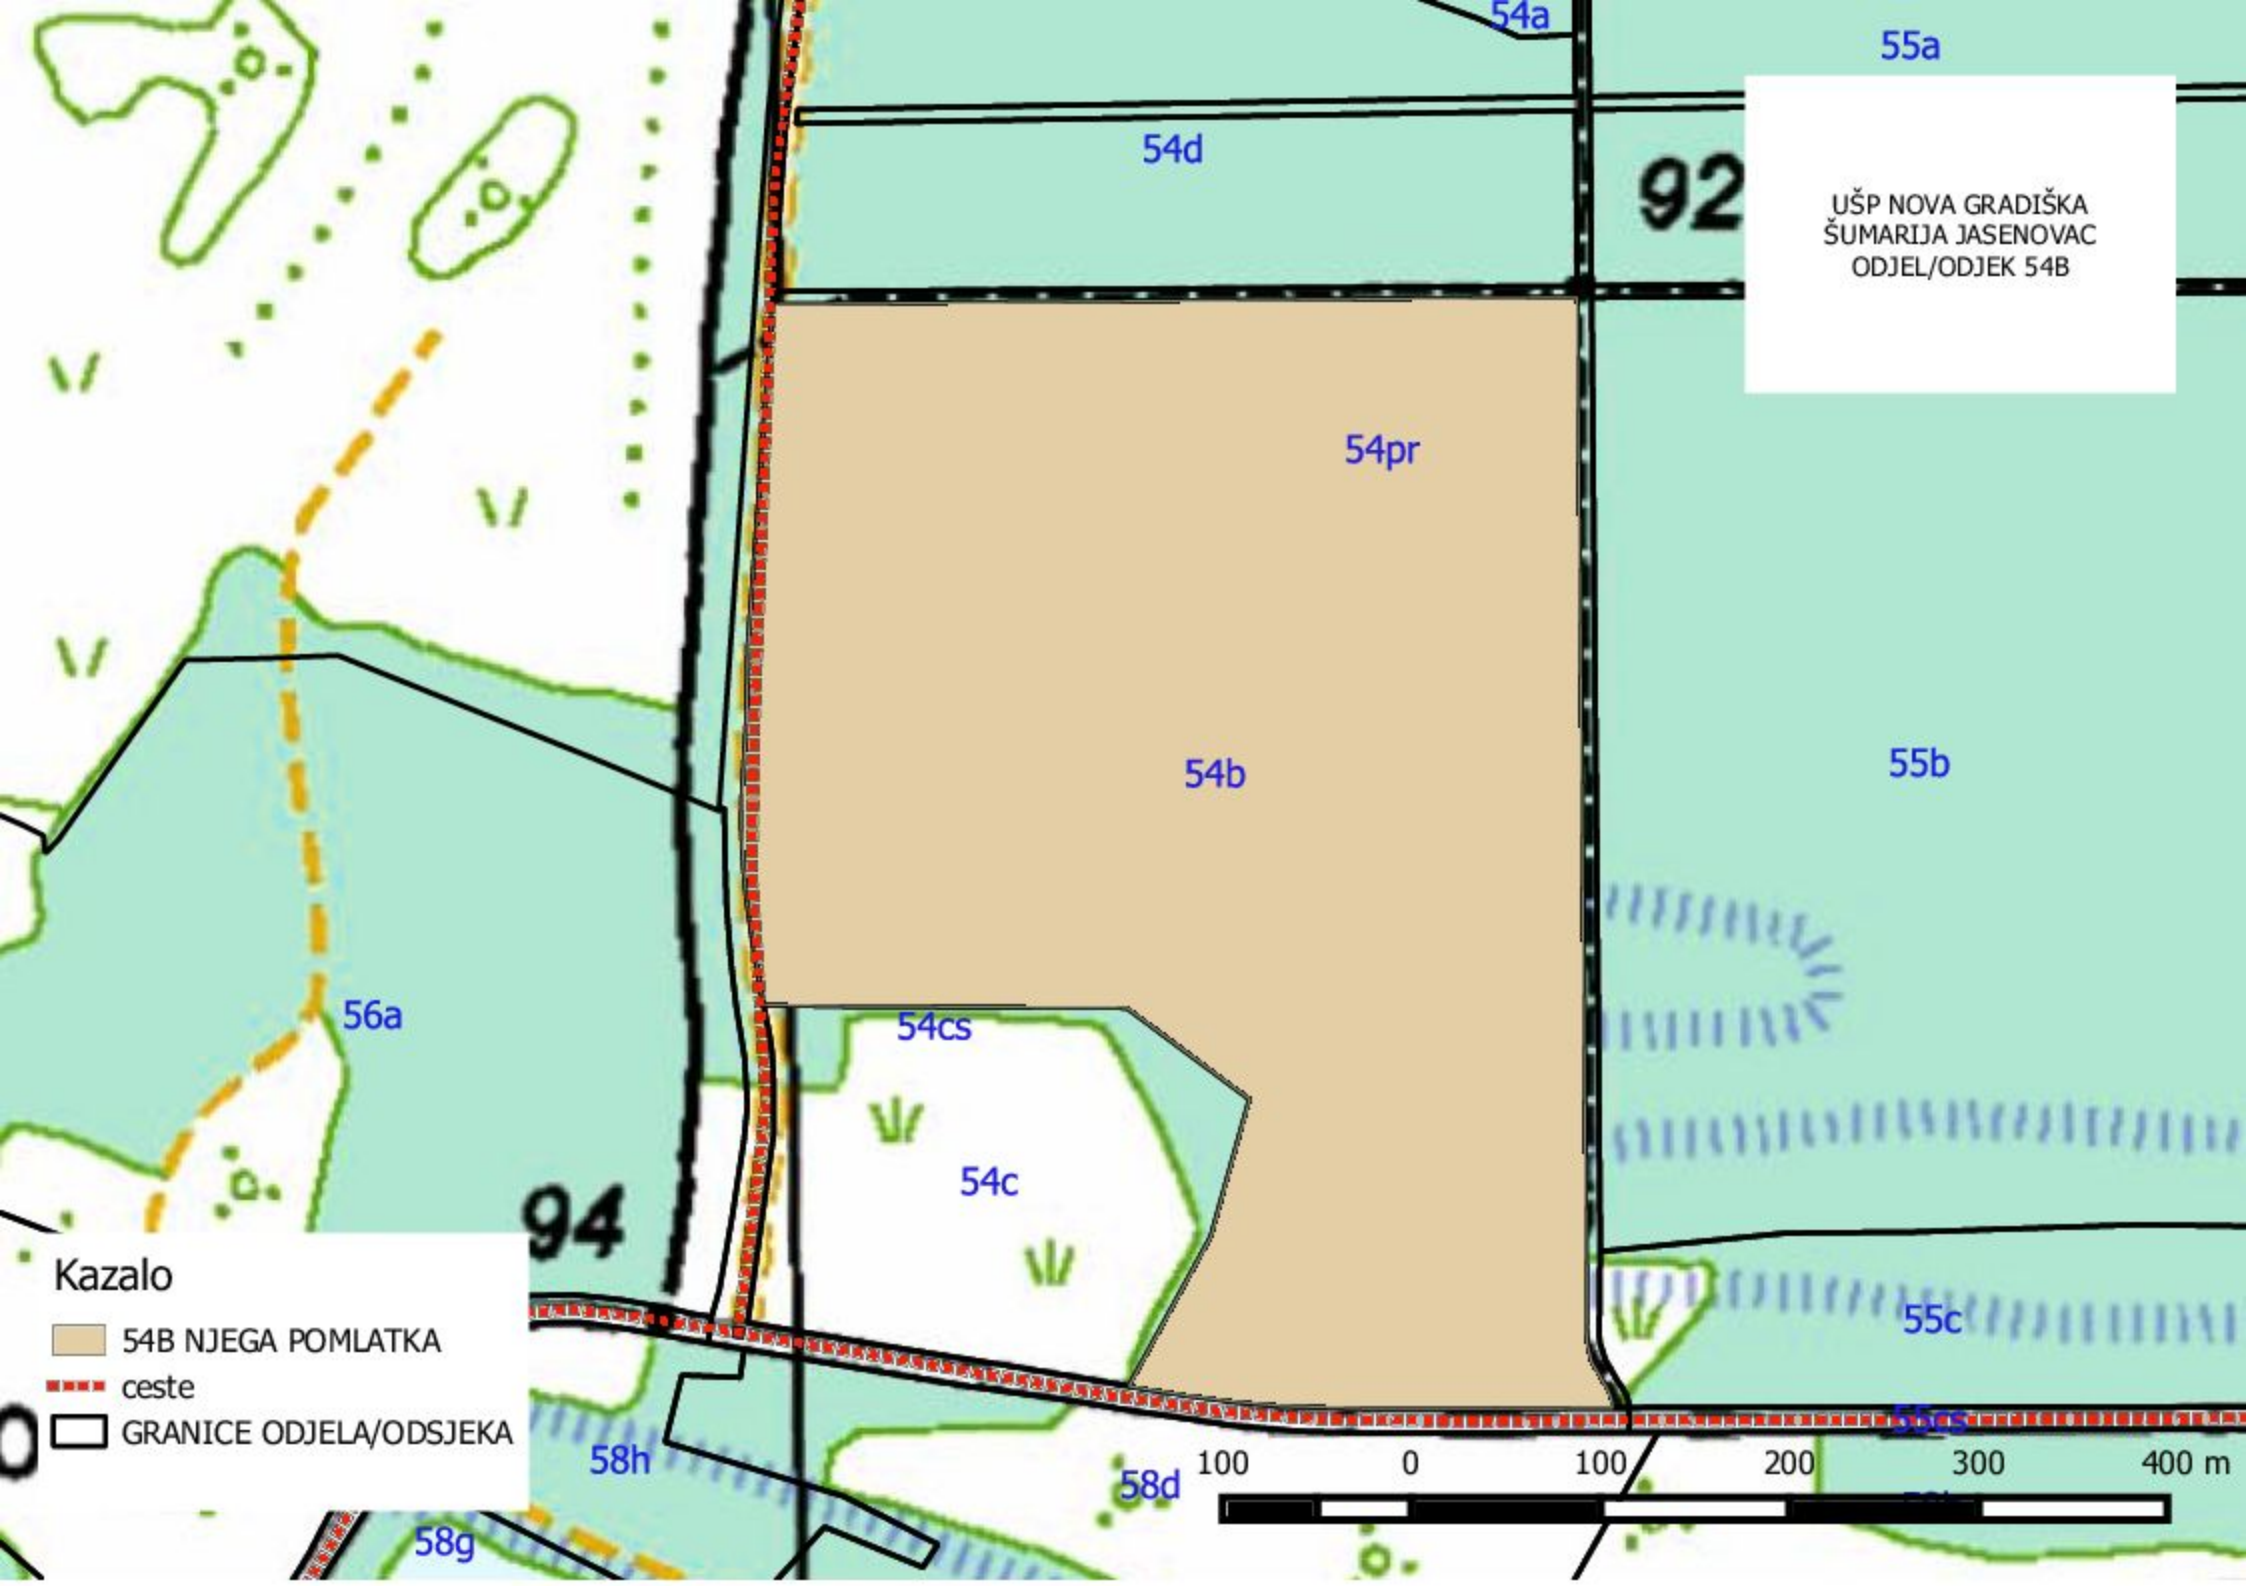 54a
55a
54d
92
UŠP NOVA GRADIŠKA
ŠUMARIJA JASENOVAC
ODJEL/ODJEK 54B
54pr
54b
55b
56a
54cs
54c
94
55c
Kazalo
54B NJEGA POMLATKA
ceste
GRANICE ODJELA/ODSJEKA
55cs
58h
58d
58g
100 0 100 200 300 400 m